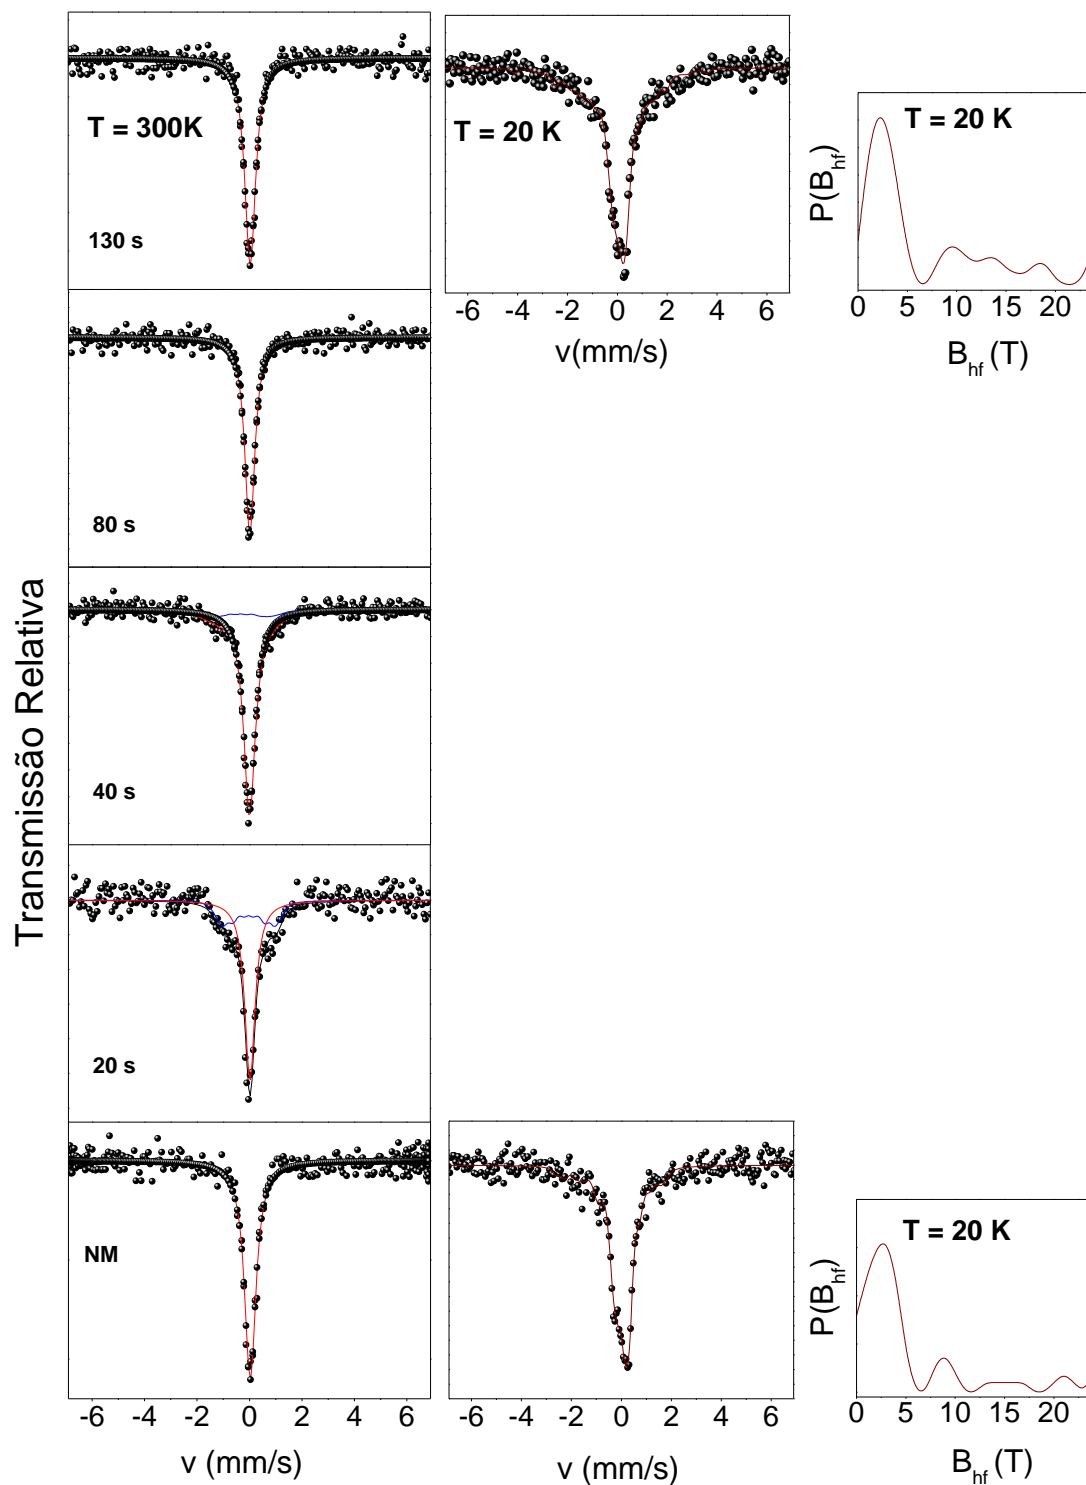 T = 300K
130 s
80 s
Transmissão Relativa
40 s
20 s
NM
-6 -4 -2 0 2 4 6
v (mm/s)
T = 20 K
-6 -4 -2 0 2 4 6
v(mm/s)
T = 20 K
P(B_hf)
0 5 10 15 20
B_hf (T)
-6 -4 -2 0 2 4 6
v (mm/s)
T = 20 K
P(B_hf)
0 5 10 15 20
B_hf (T)